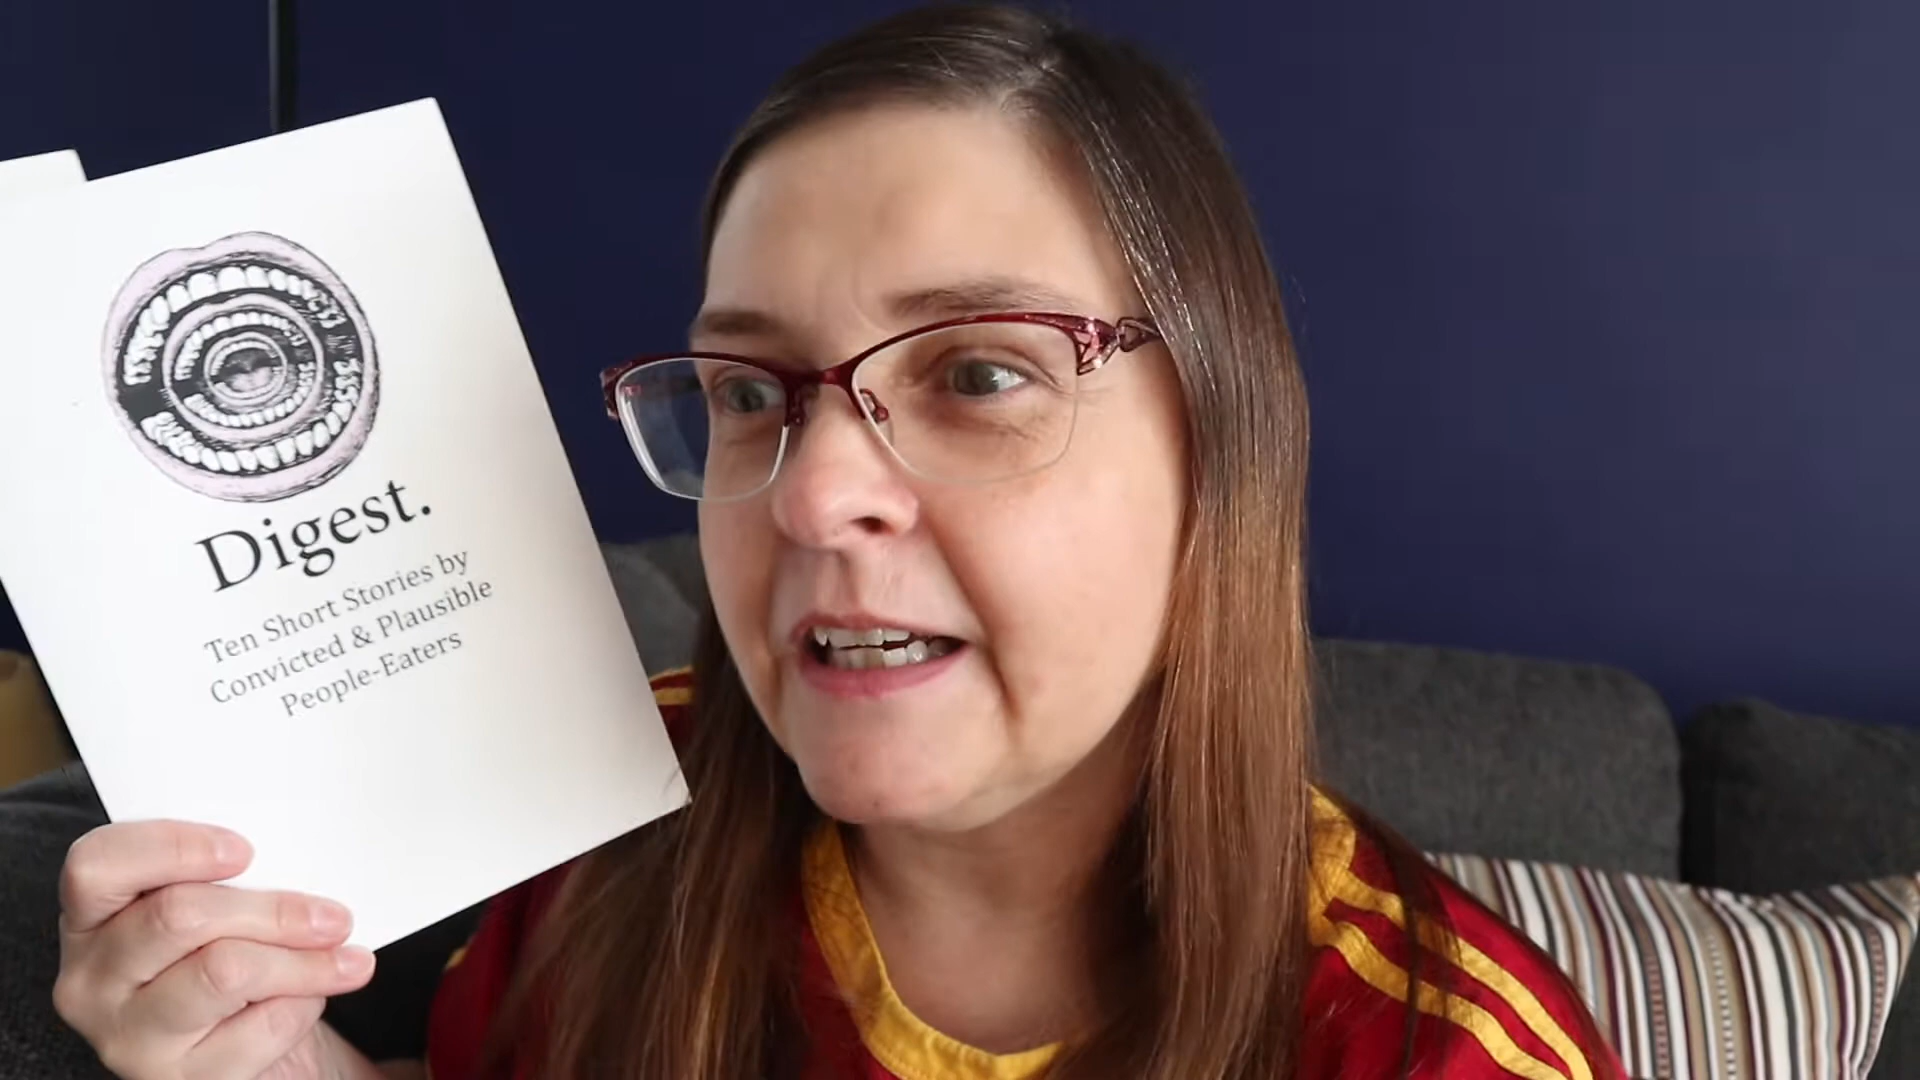 Digest.
Ten Short Stories by
Convicted & Plausible
People-Eaters